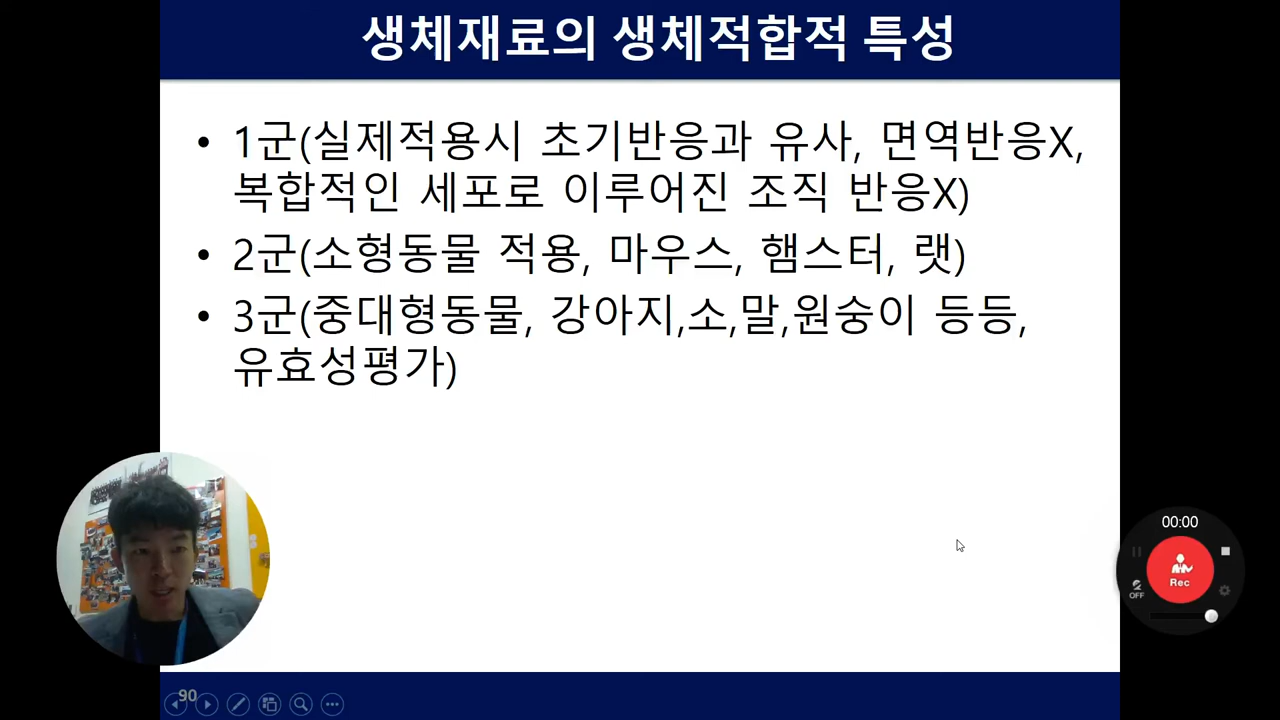 생체재료의 생체적합적 특성
• 1군(실제적용시 초기반응과 유사, 면역반응X,
복합적인 세포로 이루어진 조직 반응X)
• 2군(소형동물 적용, 마우스, 햄스터, 랫)
• 3군(중대형동물, 강아지,소,말,원숭이 등등,
유효성평가)
00:00
Rec
OFF
90